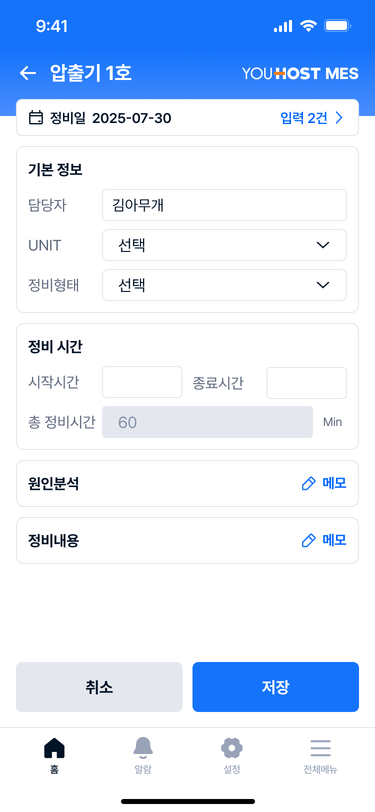 9:41
압출기 1호 YOUHOST MES
정비일 2025-07-30 입력 2건
기본 정보
담당자 김아무개
UNIT 선택
정비형태 선택
정비 시간
시작시간 종료시간
총 정비시간 60 Min
원인분석 메모
정비내용 메모
취소 저장
홈 알람 설정 전체메뉴